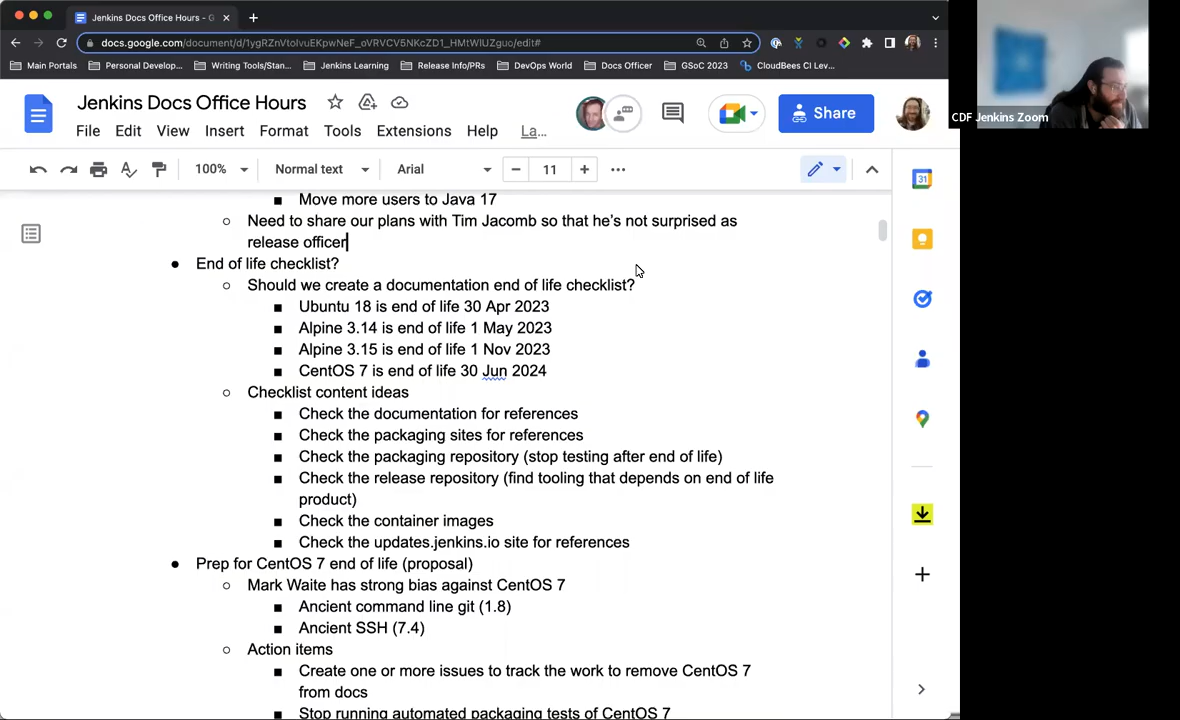 Jenkins Docs Office Hours - G
docs.google.com/document/d/1ygRZnVtoIvuEKpwNeF_oVRVCV5NKcZD1_HMtWIUZguo/edit#
Main Portals
Personal Develop...
Writing Tools/Stan...
Jenkins Learning
Release Info/PRs
DevOps World
Docs Officer
GSoC 2023
CloudBees CI Lev...
CDF Jenkins Zoom
Jenkins Docs Office Hours
File Edit View Insert Format Tools Extensions Help La...
Share
100% Normal text Arial 11
31
Move more users to Java 17
Need to share our plans with Tim Jacomb so that he's not surprised as
release officer
End of life checklist?
Should we create a documentation end of life checklist?
Ubuntu 18 is end of life 30 Apr 2023
Alpine 3.14 is end of life 1 May 2023
Alpine 3.15 is end of life 1 Nov 2023
CentOS 7 is end of life 30 Jun 2024
Checklist content ideas
Check the documentation for references
Check the packaging sites for references
Check the packaging repository (stop testing after end of life)
Check the release repository (find tooling that depends on end of life
product)
Check the container images
Check the updates.jenkins.io site for references
Prep for CentOS 7 end of life (proposal)
Mark Waite has strong bias against CentOS 7
Ancient command line git (1.8)
Ancient SSH (7.4)
Action items
Create one or more issues to track the work to remove CentOS 7
from docs
Stop running automated packaging tests of CentOS 7